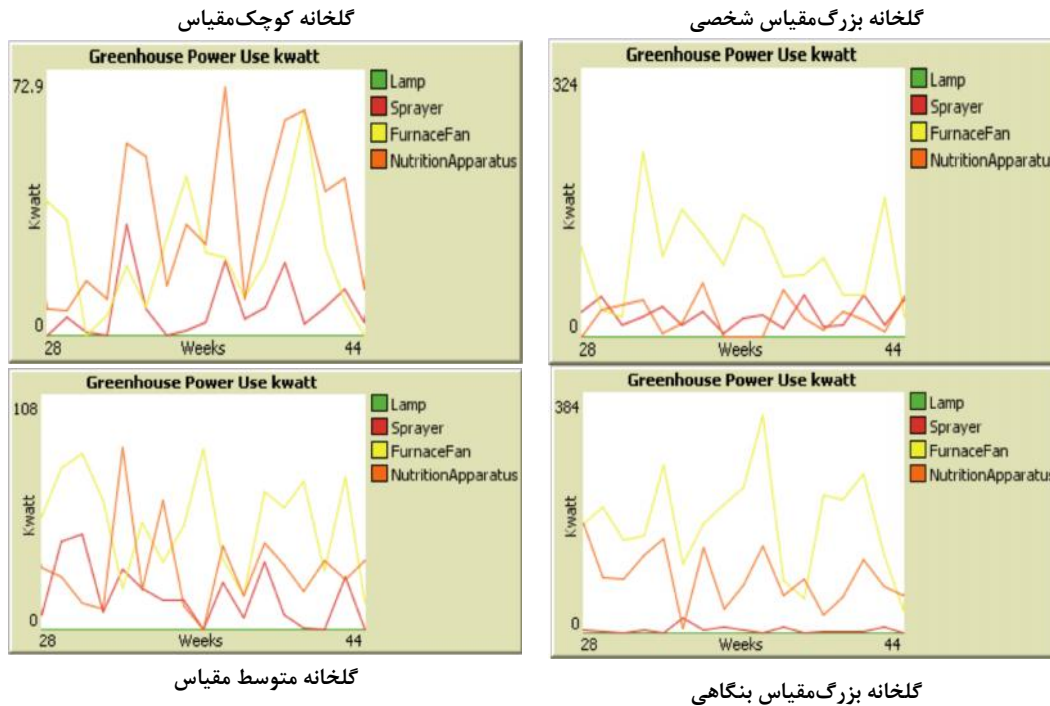 گلخانه کوچک‌مقیاس
گلخانه بزرگ‌مقیاس شخصی
Greenhouse Power Use kwatt
72.9
Kwatt
0
28
Weeks
44
Lamp
Sprayer
FurnaceFan
NutritionApparatus
Greenhouse Power Use kwatt
324
Kwatt
0
28
Weeks
44
Lamp
Sprayer
FurnaceFan
NutritionApparatu
Greenhouse Power Use kwatt
108
Kwatt
0
28
Weeks
44
Lamp
Sprayer
FurnaceFan
NutritionApparatus
Greenhouse Power Use kwatt
384
Kwatt
0
28
Weeks
44
Lamp
Sprayer
FurnaceFan
NutritionApparatus
گلخانه متوسط مقیاس
گلخانه بزرگ‌مقیاس بنگاهی